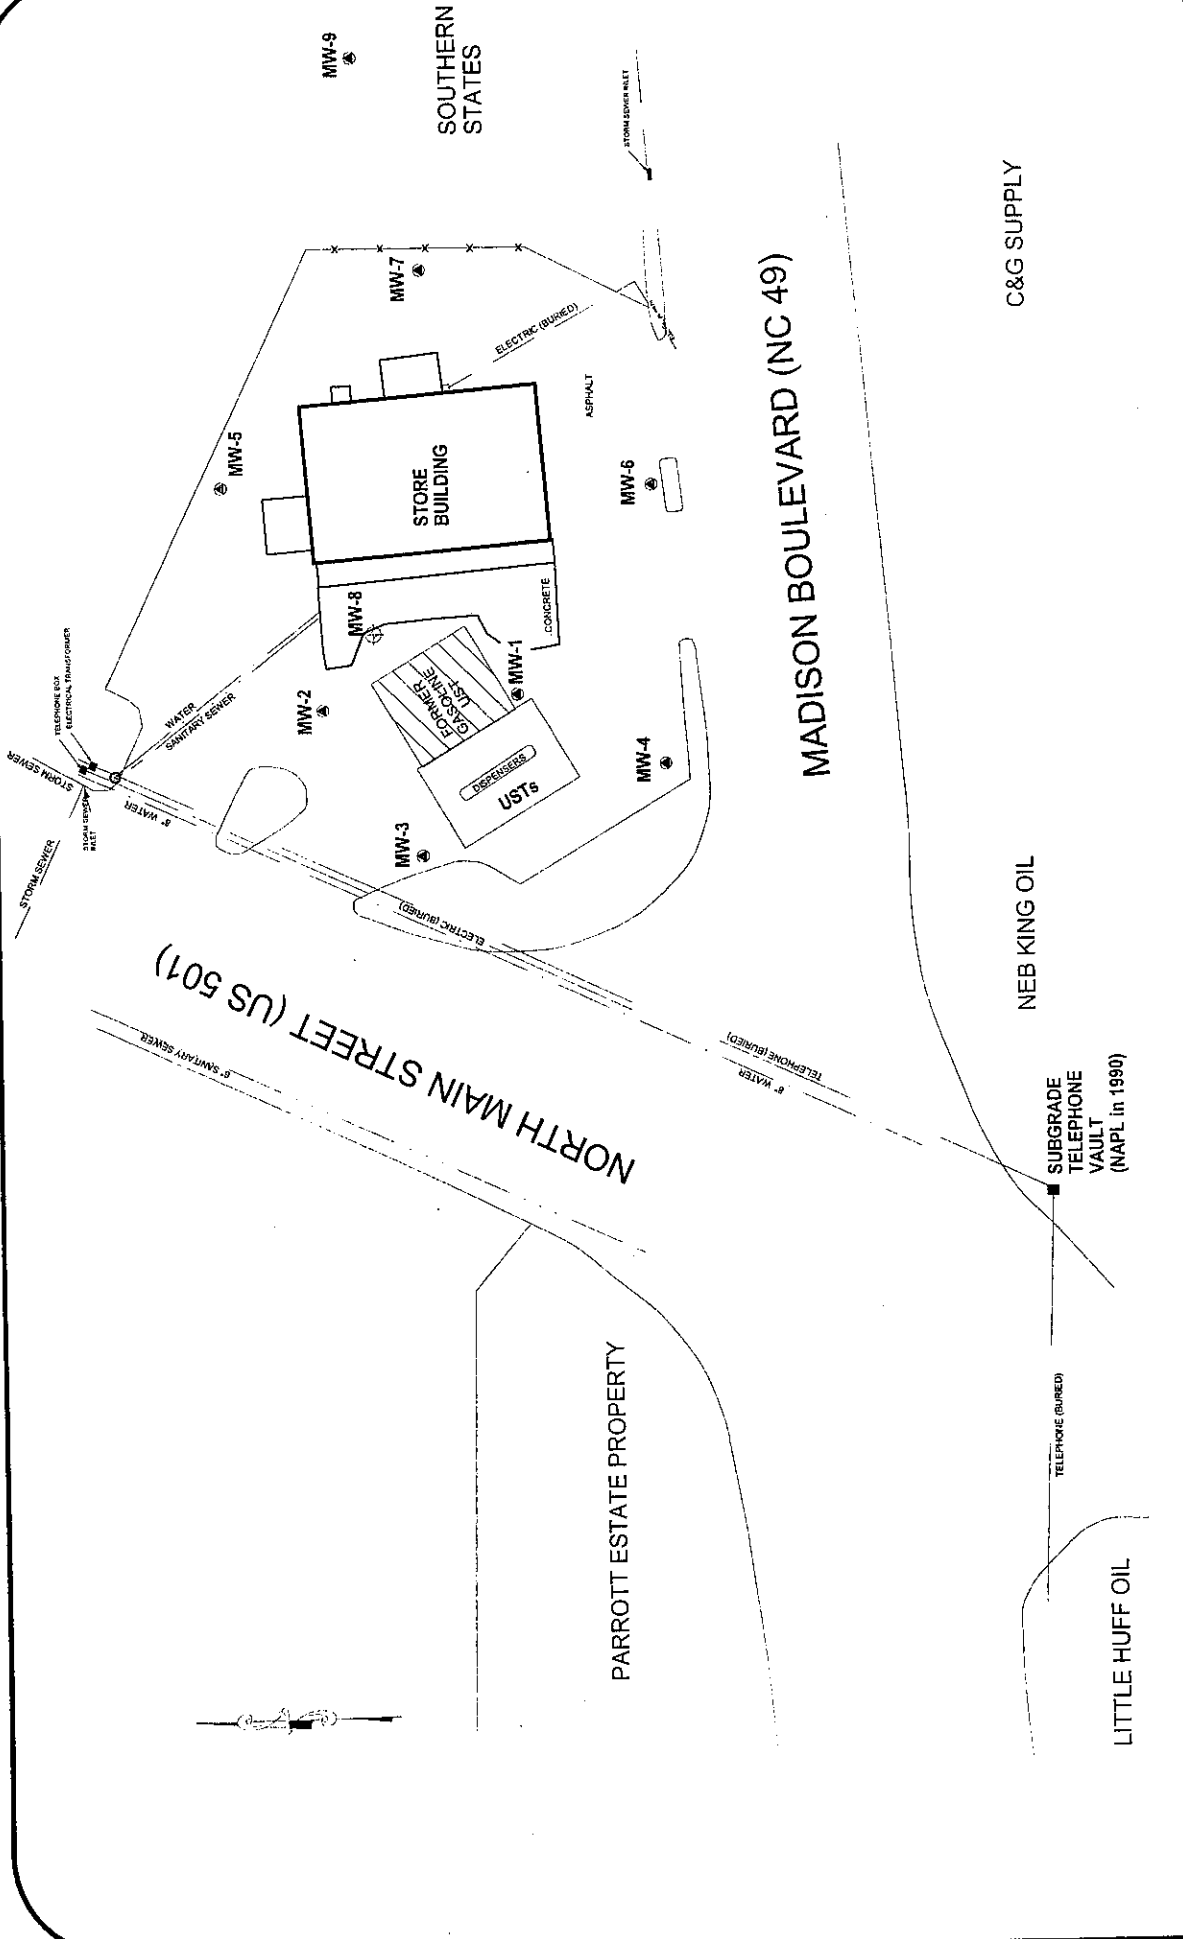 MW-9
SOUTHERN
STATES
STORM SEWER INLET
MW-7
ELECTRIC (BURIED)
C&G SUPPLY
MW-5
STORE
BUILDING
ASPHALT
MW-6
MADISON BOULEVARD (NC 49)
TELEPHONE BOX
ELECTRICAL TRANSFORMER
STORM SEWER
WATER
SANITARY SEWER
MW-2
MW-8
CONCRETE
FORMER
GASOLINE
UST
MW-1
DISPENSERS
USTs
MW-4
MW-3
STORM SEWER
STORM SEWER
INLET
8" WATER
ELECTRIC (BURIED)
NORTH MAIN STREET (US 501)
6" SANITARY SEWER
TELEPHONE (BURIED)
8" WATER
NEB KING OIL
SUBGRADE
TELEPHONE
VAULT
(NAPL in 1990)
PARROTT ESTATE PROPERTY
TELEPHONE (BURIED)
LITTLE HUFF OIL